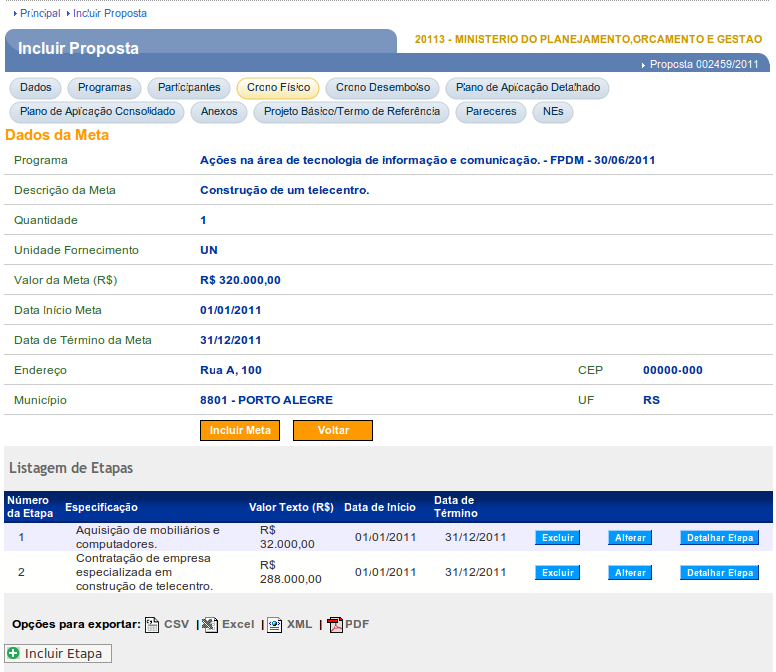 Principal Incluir Proposta
Incluir Proposta
20113 - MINISTERIO DO PLANEJAMENTO,ORCAMENTO E GESTAO
Proposta 002459/2011
Dados Programas Participantes Crono Físico Crono Desembolso Plano de Aplicação Detalhado
Plano de Aplicação Consolidado Anexos Projeto Básico/Termo de Referência Pareceres NEs
Dados da Meta
Programa Ações na área de tecnologia de informação e comunicação. - FPDM - 30/06/2011
Descrição da Meta Construção de um telecentro.
Quantidade 1
Unidade Fornecimento UN
Valor da Meta (R$) R$ 320.000,00
Data Início Meta 01/01/2011
Data de Término da Meta 31/12/2011
Endereço Rua A, 100 CEP 00000-000
Município 8801 - PORTO ALEGRE UF RS
Incluir Meta Voltar
Listagem de Etapas
Número da Etapa Especificação Valor Texto (R$) Data de Início Data de Término
1 Aquisição de mobiliários e computadores. R$ 32.000,00 01/01/2011 31/12/2011 Excluir Alterar Detalhar Etapa
2 Contratação de empresa especializada em construção de telecentro. R$ 288.000,00 01/01/2011 31/12/2011 Excluir Alterar Detalhar Etapa
Opções para exportar: CSV | Excel | XML | PDF
Incluir Etapa